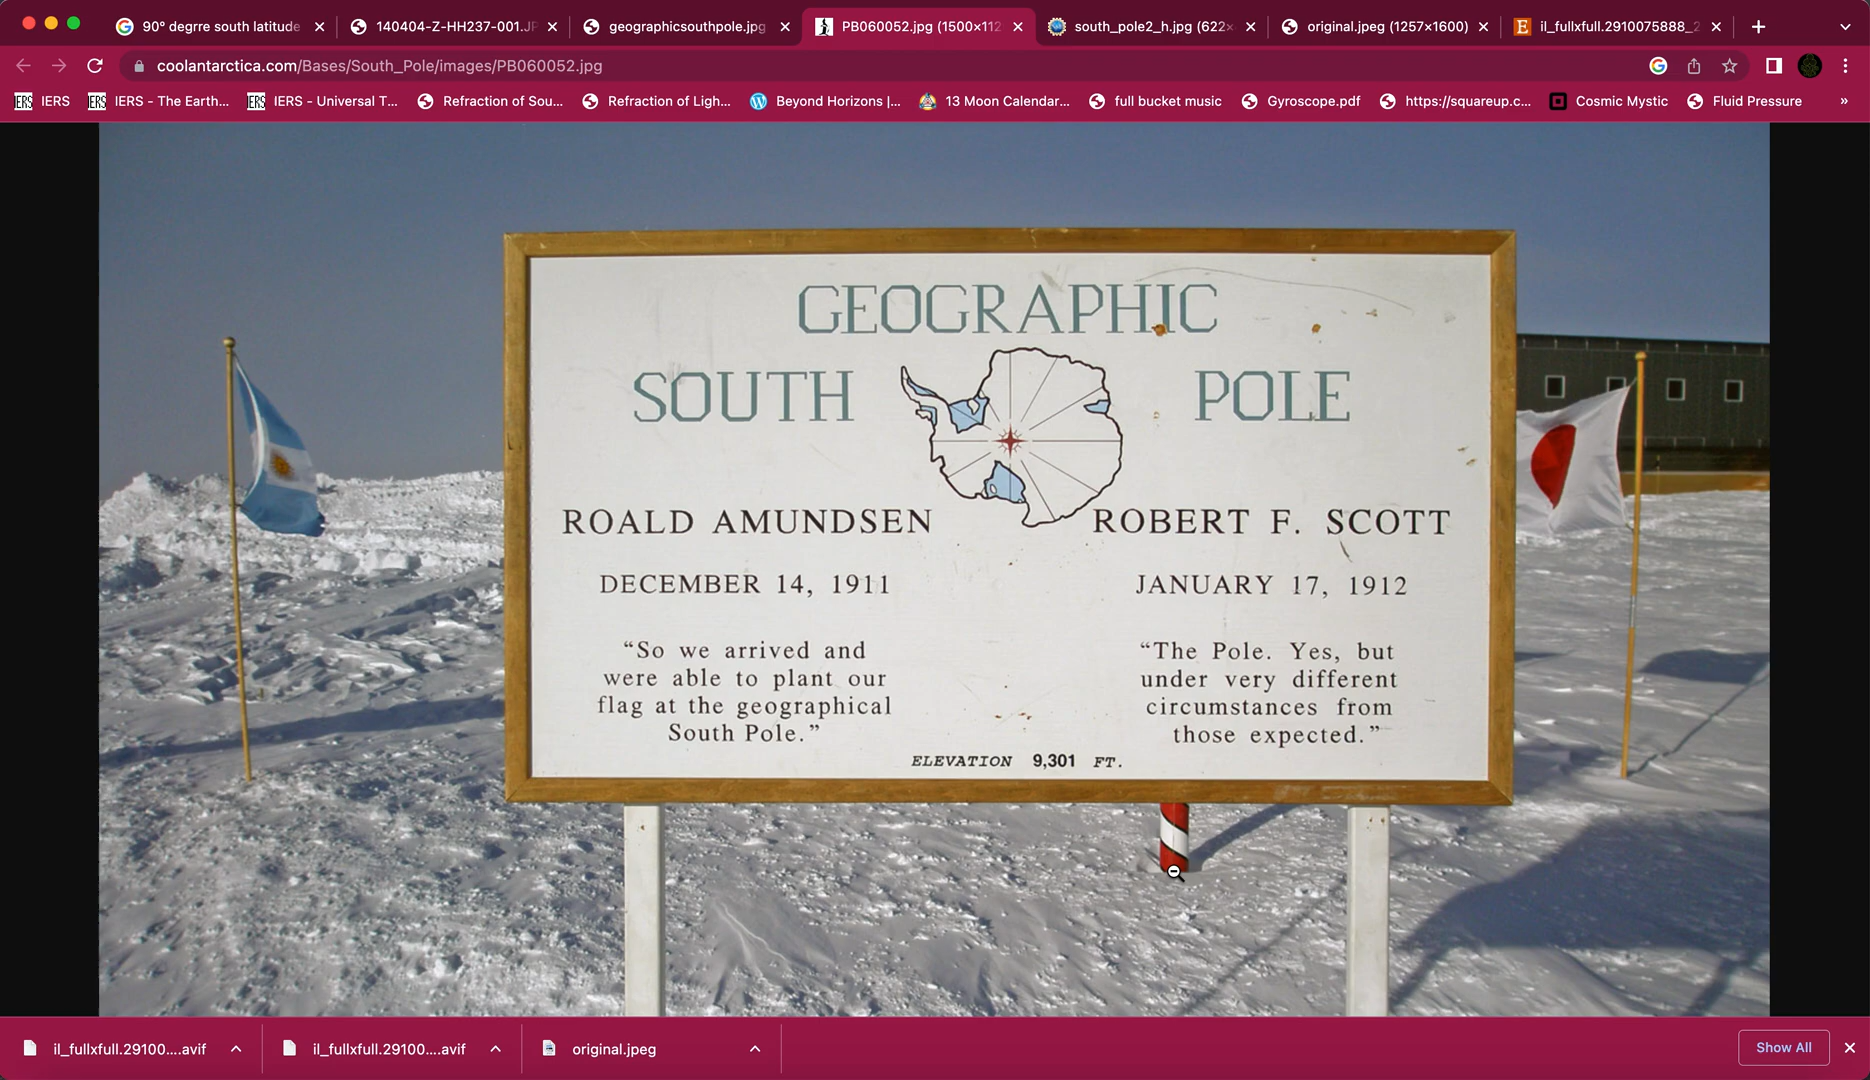 90° degrre south latitude
140404-Z-HH237-001.JP
geographicsouthpole.jpg
PB060052.jpg (1500×112
south_pole2_h.jpg (622×
original.jpeg (1257×1600)
il_fullxfull.2910075888_2
coolantarctica.com/Bases/South_Pole/images/PB060052.jpg
IERS IERS
IERS IERS - The Earth...
IERS IERS - Universal T...
Refraction of Sou...
Refraction of Ligh...
Beyond Horizons |...
13 Moon Calendar...
full bucket music
Gyroscope.pdf
https://squareup.c...
Cosmic Mystic
Fluid Pressure
»
GEOGRAPHIC
SOUTH POLE
ROALD AMUNDSEN
DECEMBER 14, 1911
“So we arrived and
were able to plant our
flag at the geographical
South Pole.”
ROBERT F. SCOTT
JANUARY 17, 1912
“The Pole. Yes, but
under very different
circumstances from
those expected.”
ELEVATION 9,301 FT.
il_fullxfull.29100....avif
il_fullxfull.29100....avif
original.jpeg
Show All